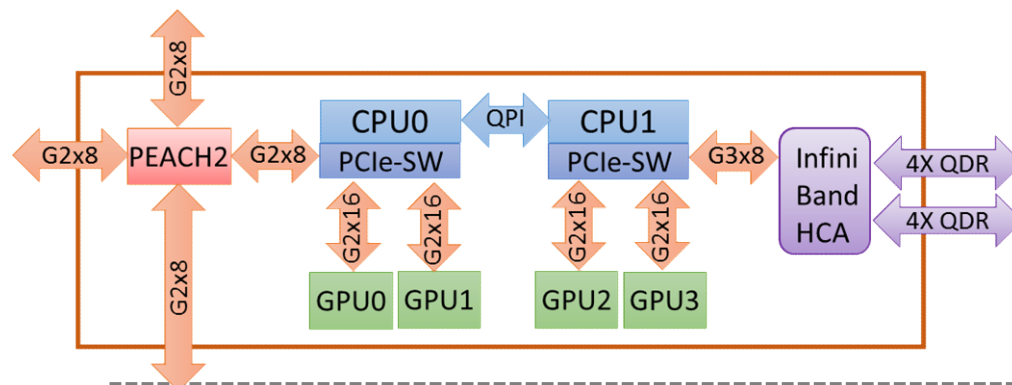 G2x8
CPU0
QPI
CPU1
G2x8
PEACH2
G2x8
PCIe-SW
PCIe-SW
G3x8
Infini
Band
HCA
4X QDR
4X QDR
G2x16
G2x16
G2x16
G2x16
G2x8
GPU0
GPU1
GPU2
GPU3